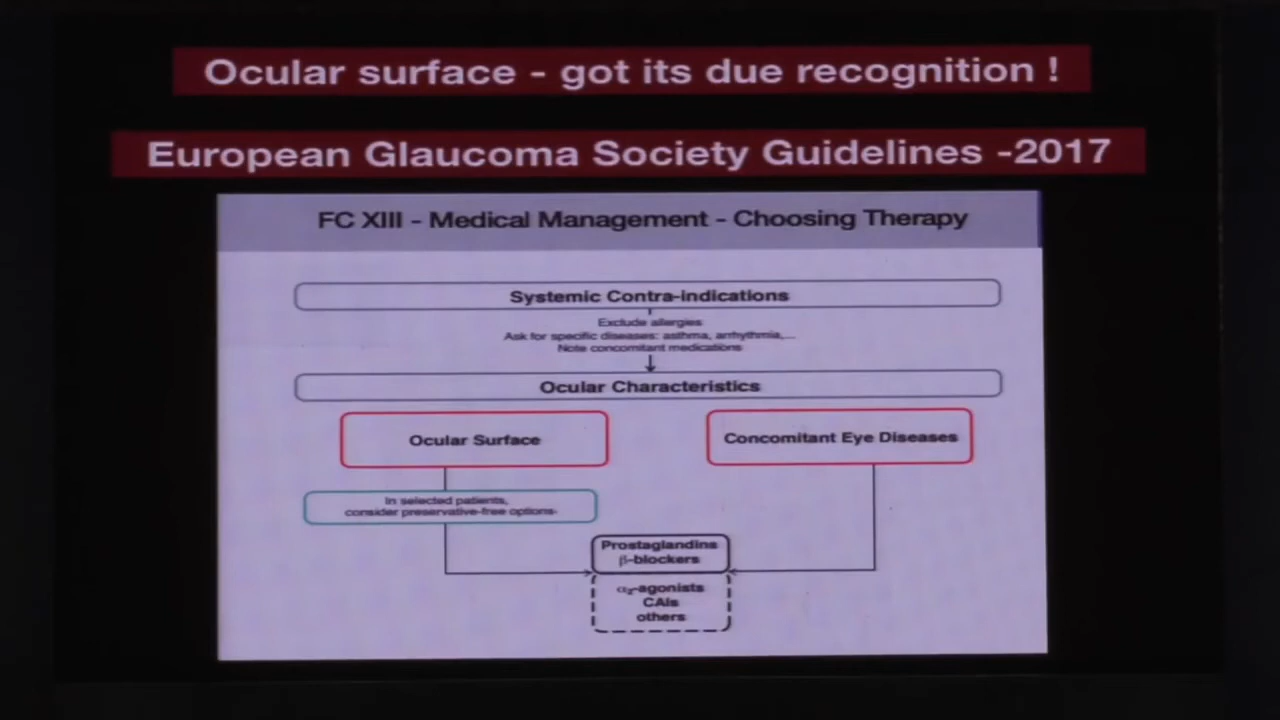 Ocular surface - got its due recognition !
European Glaucoma Society Guidelines -2017
FC XIII - Medical Management - Choosing Therapy
Systemic Contra-indications
Exclude allergies
Ask for specific diseases: asthma, arrhythmia,...
Note concomitant medications
Ocular Characteristics
Ocular Surface
Concomitant Eye Diseases
In selected patients,
consider preservative-free options-
Prostaglandins
β-blockers
α₂-agonists
CAIs
others